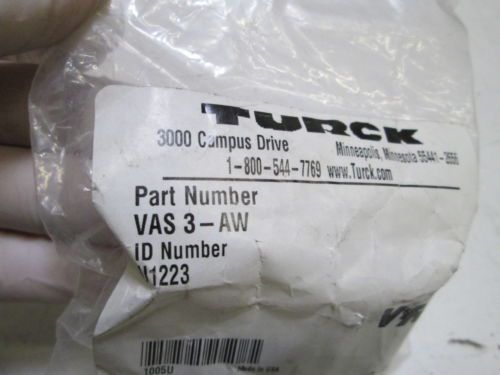 TURCK
3000 Campus Drive
Minneapolis, Minnesota 55441-2656
1-800-544-7769 www.Turck.com
Part Number
VAS 3-AW
ID Number
1223
1005U
Made in USA